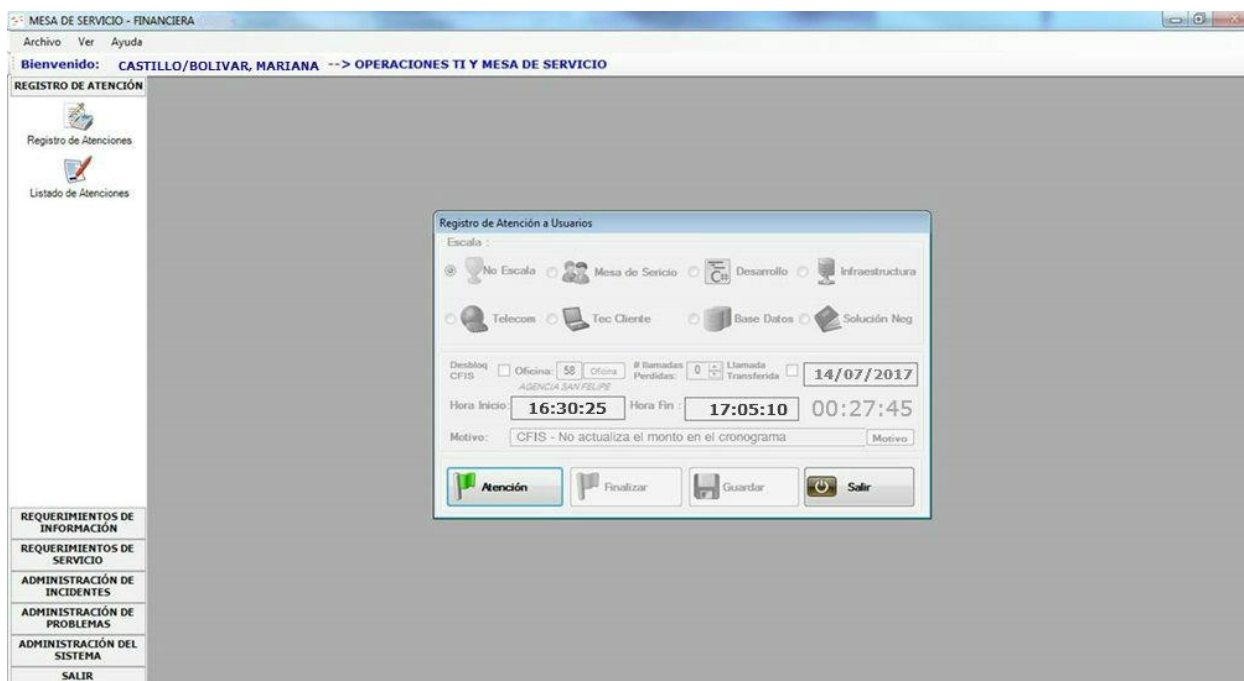 MESA DE SERVICIO - FINANCIERA
Archivo Ver Ayuda
Bienvenido: CASTILLO/BOLIVAR, MARIANA --> OPERACIONES TI Y MESA DE SERVICIO
REGISTRO DE ATENCIÓN
Registro de Atenciones
Listado de Atenciones
Registro de Atención a Usuarios
Escala :
No Escala Mesa de Sericio Desarrollo C# Infraestructura
Telecom Tec Cliente Base Datos Solución Neg
Desbloq CFIS Oficina: 58 Ofcina # llamadas Perdidas: 0 Llamada Transferida 14/07/2017
AGENCIA SAN FELIPE
Hora Inicio: 16:30:25 Hora Fin : 17:05:10 00:27:45
Motivo: CFIS - No actualiza el monto en el cronograma Motivo
Atención Finalizar Guardar Salir
REQUERIMIENTOS DE
INFORMACIÓN
REQUERIMIENTOS DE
SERVICIO
ADMINISTRACIÓN DE
INCIDENTES
ADMINISTRACIÓN DE
PROBLEMAS
ADMINISTRACIÓN DEL
SISTEMA
SALIR